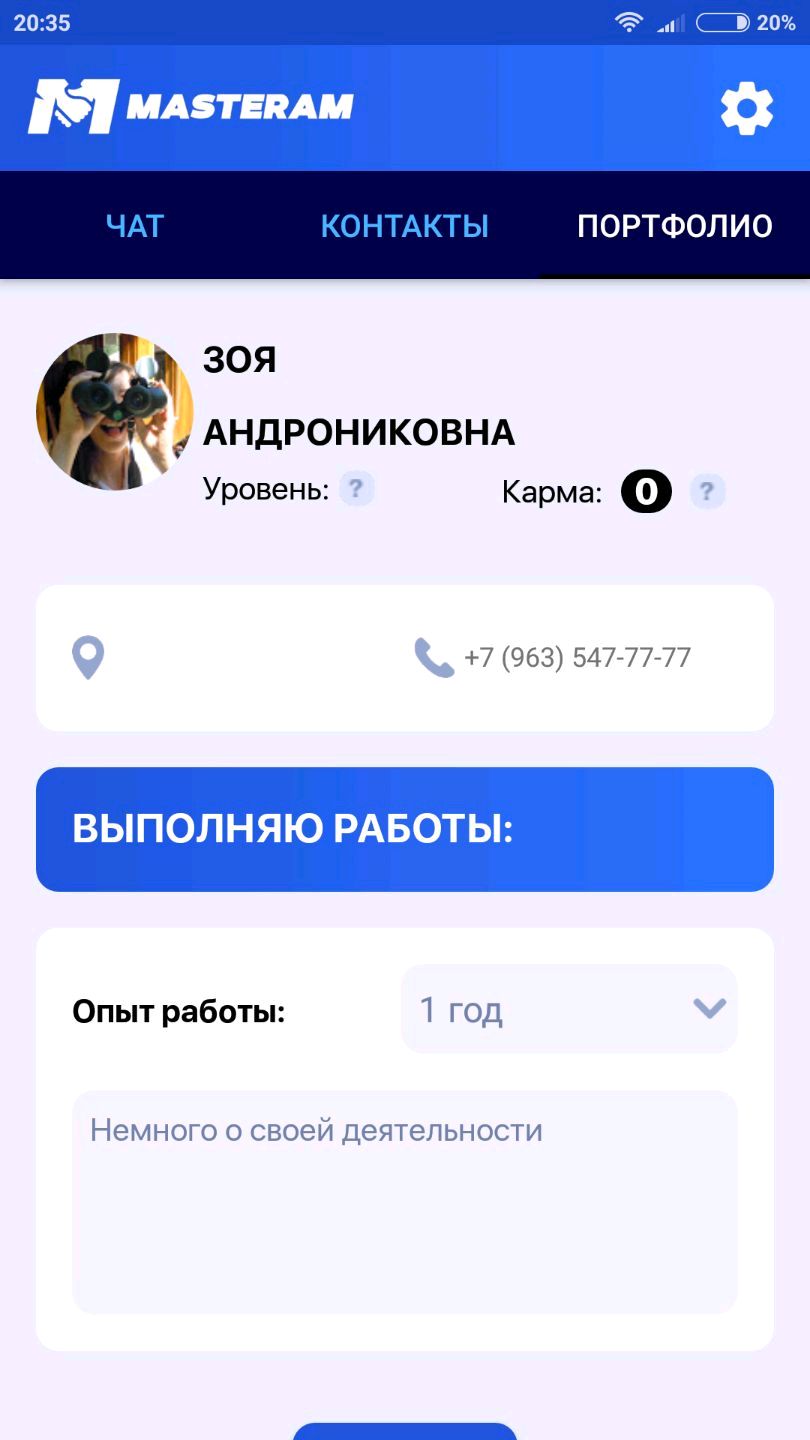 20:35
20%
MASTERAM
ЧАТ
КОНТАКТЫ
ПОРТФОЛИО
ЗОЯ
АНДРОНИКОВНА
Уровень: ?
Карма: 0 ?
+7 (963) 547-77-77
ВЫПОЛНЯЮ РАБОТЫ:
Опыт работы:
1 год
Немного о своей деятельности